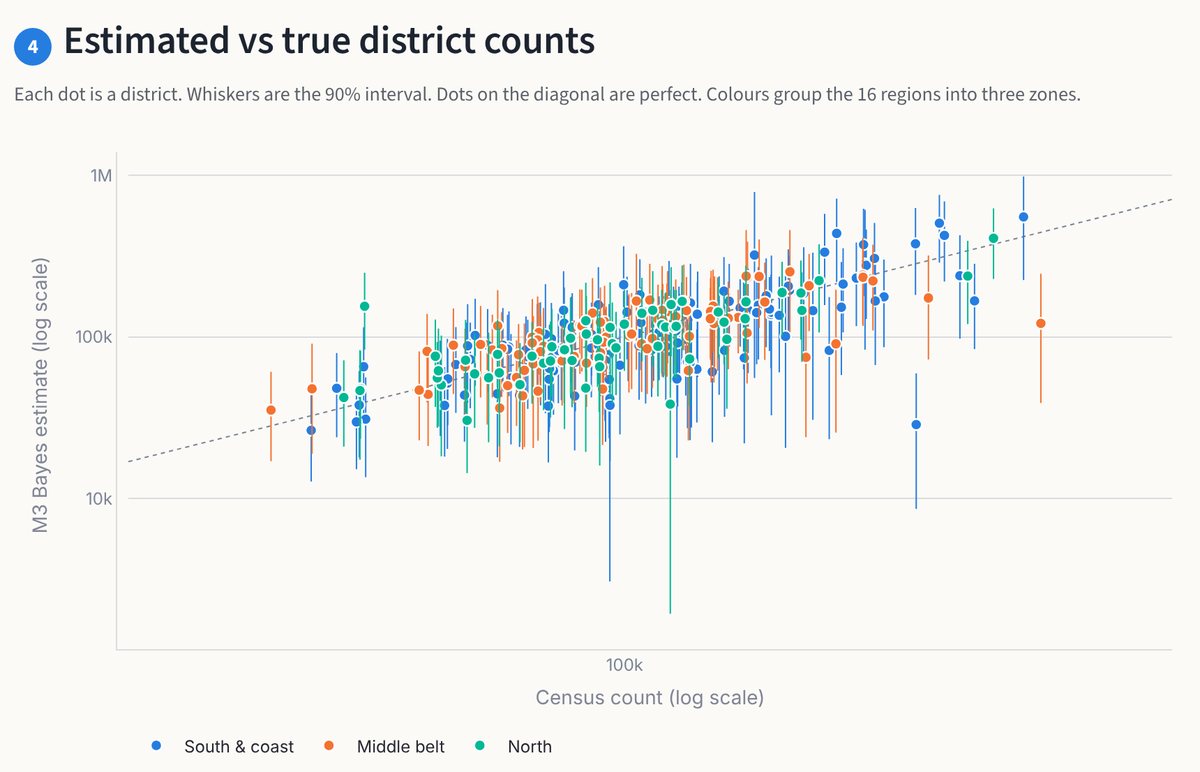 4 Estimated vs true district counts
Each dot is a district. Whiskers are the 90% interval. Dots on the diagonal are perfect. Colours group the 16 regions into three zones.
1M
100k
10k
M3 Bayes estimate (log scale)
100k
Census count (log scale)
South & coast Middle belt North